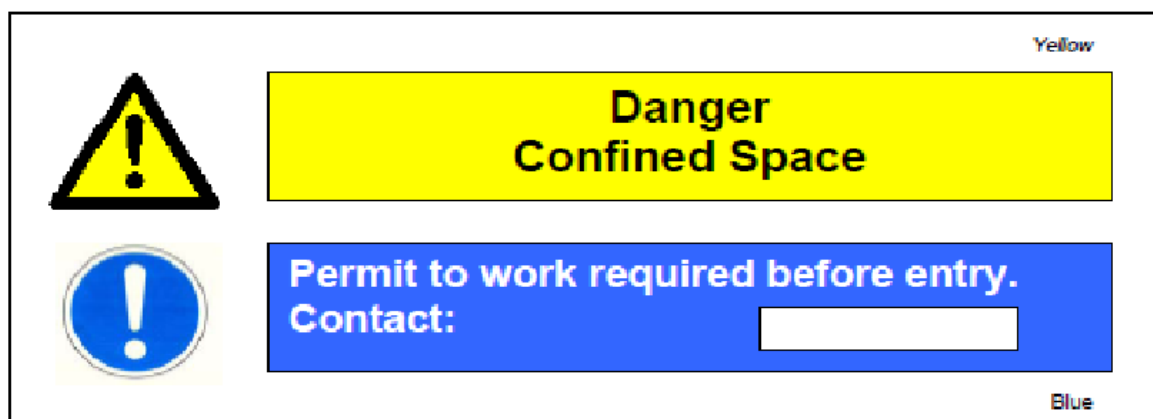 Yellow
Danger
Confined Space
Permit to work required before entry.
Contact:
Blue